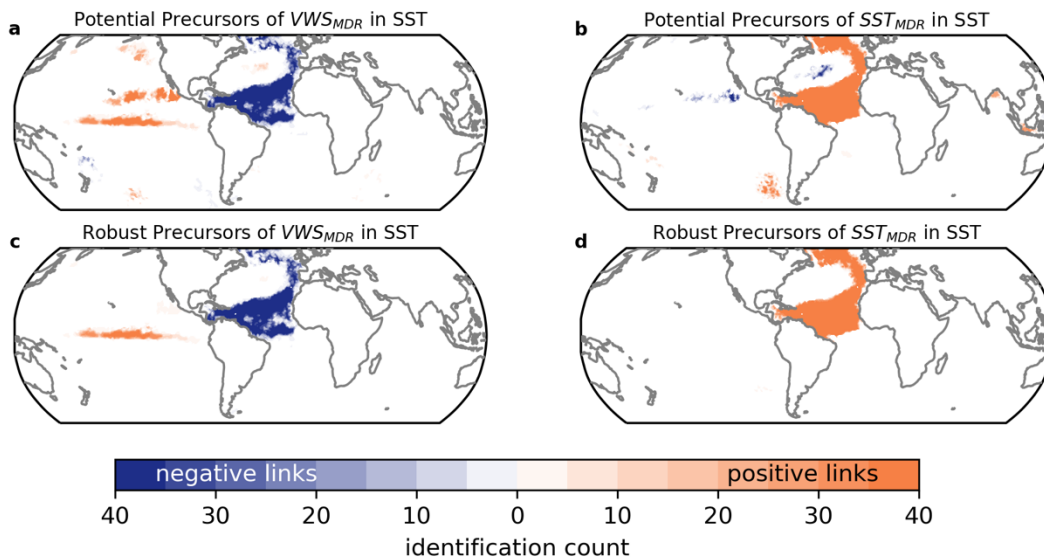 a Potential Precursors of VWS_MDR in SST
b Potential Precursors of SST_MDR in SST
c Robust Precursors of VWS_MDR in SST
d Robust Precursors of SST_MDR in SST
negative links positive links
40 30 20 10 0 10 20 30 40
identification count